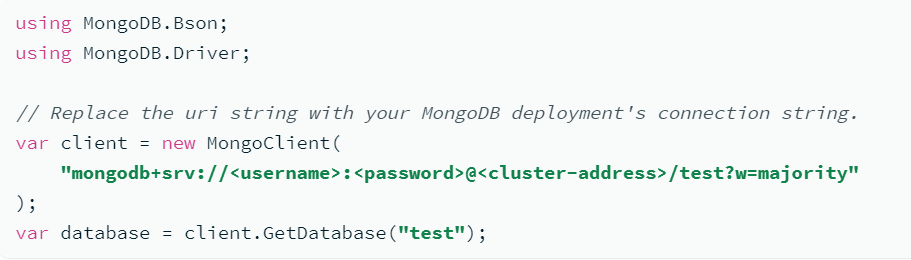 using MongoDB.Bson;
using MongoDB.Driver;
// Replace the uri string with your MongoDB deployment's connection string.
var client = new MongoClient(
"mongodb+srv://<username>:<password>@<cluster-address>/test?w=majority"
);
var database = client.GetDatabase("test");